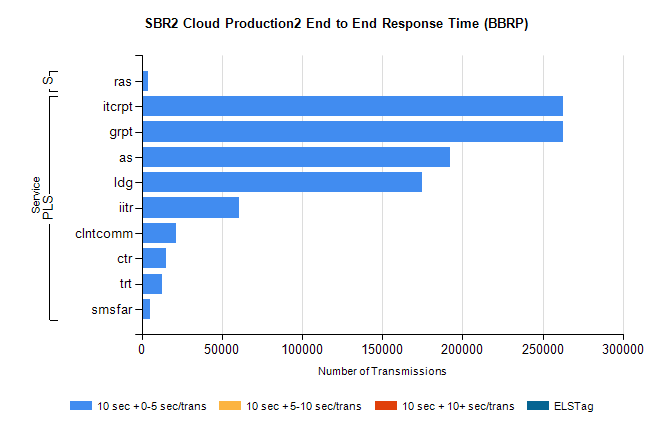 SBR2 Cloud Production2 End to End Response Time (BBRP)
S
ras
itcrpt
grpt
as
ldg
Service
PLS
iitr
clntcomm
ctr
trt
smsfar
0
50000
100000
150000
200000
250000
300000
Number of Transmissions
10 sec +0-5 sec/trans
10 sec +5-10 sec/trans
10 sec + 10+ sec/trans
ELSTag